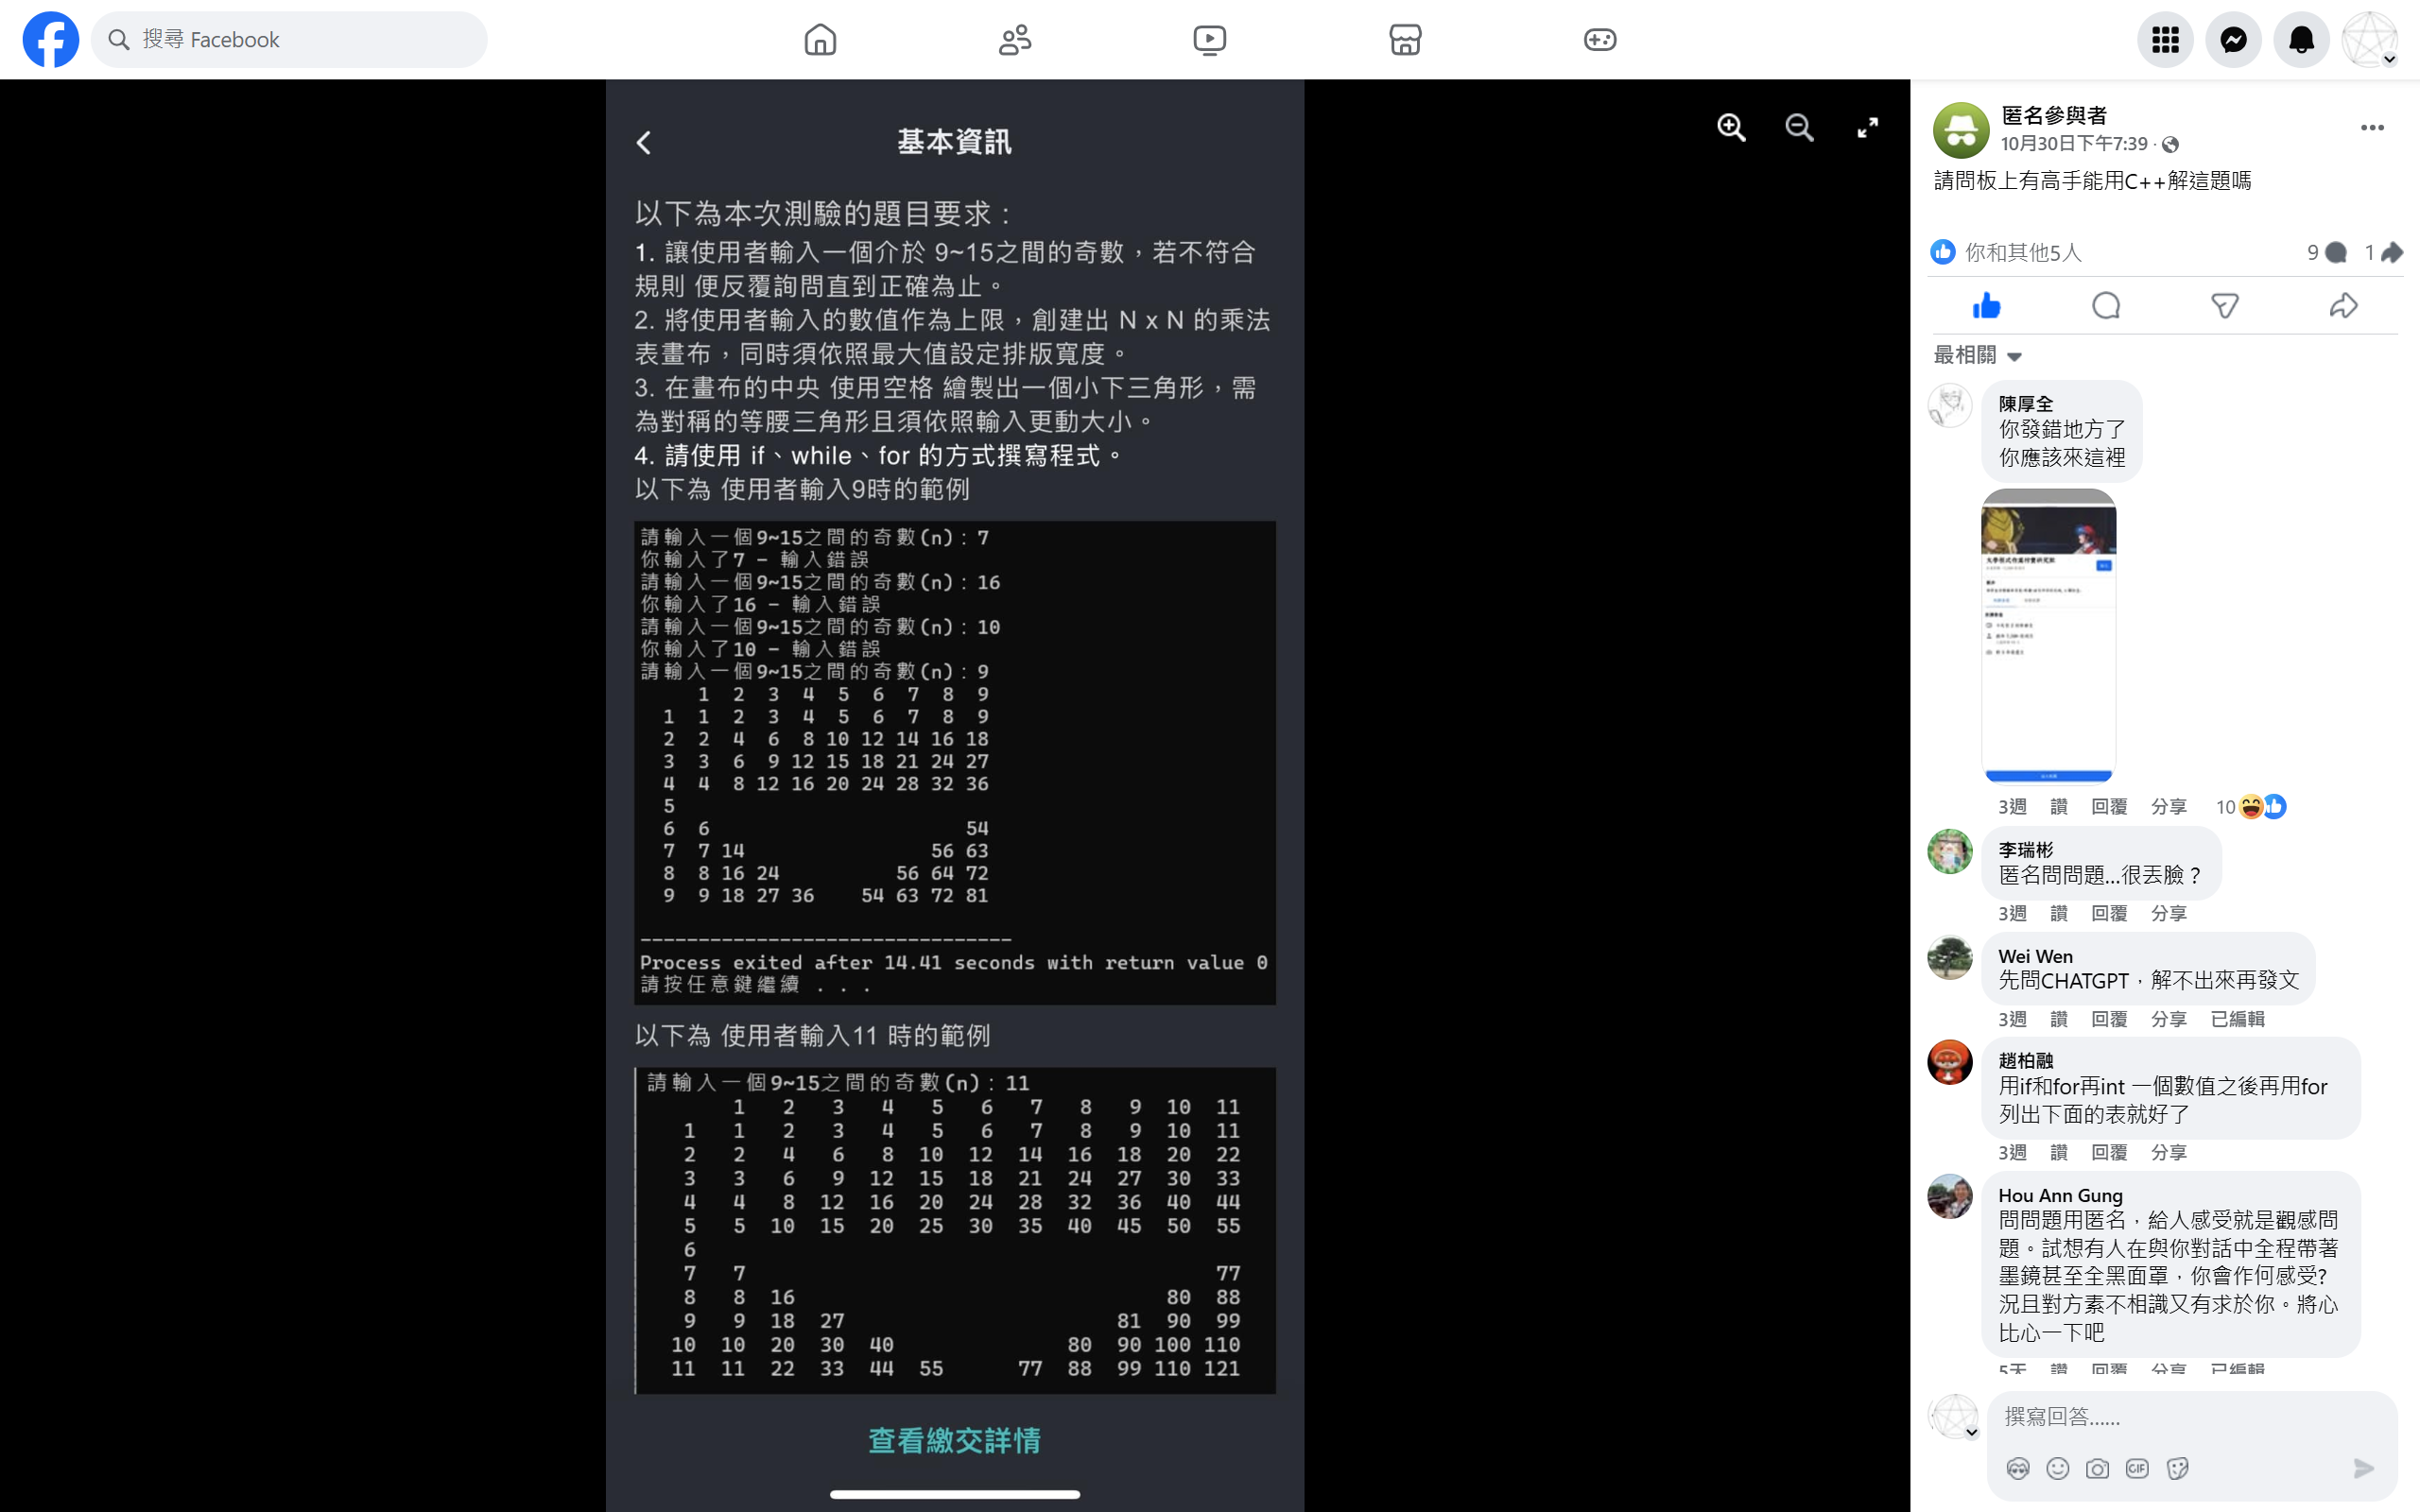 搜尋 Facebook
基本資訊
以下為本次測驗的題目要求：
1. 讓使用者輸入一個介於 9~15之間的奇數，若不符合
規則 便反覆詢問直到正確為止。
2. 將使用者輸入的數值作為上限，創建出 N x N 的乘法
表畫布，同時須依照最大值設定排版寬度。
3. 在畫布的中央 使用空格 繪製出一個小下三角形，需
為對稱的等腰三角形且須依照輸入更動大小。
4. 請使用 if、while、for 的方式撰寫程式。
以下為 使用者輸入9時的範例
請輸入一個9~15之間的奇數(n): 7
你輸入了7 - 輸入錯誤
請輸入一個9~15之間的奇數(n): 16
你輸入了16 - 輸入錯誤
請輸入一個9~15之間的奇數(n): 10
你輸入了10 - 輸入錯誤
請輸入一個9~15之間的奇數(n): 9
1 2 3 4 5 6 7 8 9
1 1 2 3 4 5 6 7 8 9
2 2 4 6 8 10 12 14 16 18
3 3 6 9 12 15 18 21 24 27
4 4 8 12 16 20 24 28 32 36
5
6 6 54
7 7 14 56 63
8 8 16 24 56 64 72
9 9 18 27 36 54 63 72 81
--------------------------------
Process exited after 14.41 seconds with return value 0
請按任意鍵繼續 . . .
以下為 使用者輸入11 時的範例
請輸入一個9~15之間的奇數(n): 11
1 2 3 4 5 6 7 8 9 10 11
1 1 2 3 4 5 6 7 8 9 10 11
2 2 4 6 8 10 12 14 16 18 20 22
3 3 6 9 12 15 18 21 24 27 30 33
4 4 8 12 16 20 24 28 32 36 40 44
5 5 10 15 20 25 30 35 40 45 50 55
6
7 7 77
8 8 16 80 88
9 9 18 27 81 90 99
10 10 20 30 40 80 90 100 110
11 11 22 33 44 55 77 88 99 110 121
查看繳交詳情
匿名參與者
10月30日下午7:39 ·
請問板上有高手能用C++解這題嗎
你和其他5人 9 1
最相關
陳厚全
你發錯地方了
你應該來這裡
3週 讚 回覆 分享 10
李瑞彬
匿名問問題...很丟臉？
3週 讚 回覆 分享
Wei Wen
先問CHATGPT，解不出來再發文
3週 讚 回覆 分享 已編輯
趙柏融
用if和for再int 一個數值之後再用for
列出下面的表就好了
3週 讚 回覆 分享
Hou Ann Gung
問問題用匿名，給人感受就是觀感問
題。試想有人在與你對話中全程帶著
墨鏡甚至全黑面罩，你會作何感受?
況且對方素不相識又有求於你。將心
比心一下吧
5天 讚 回覆 分享 已編輯
撰寫回答……
GIF